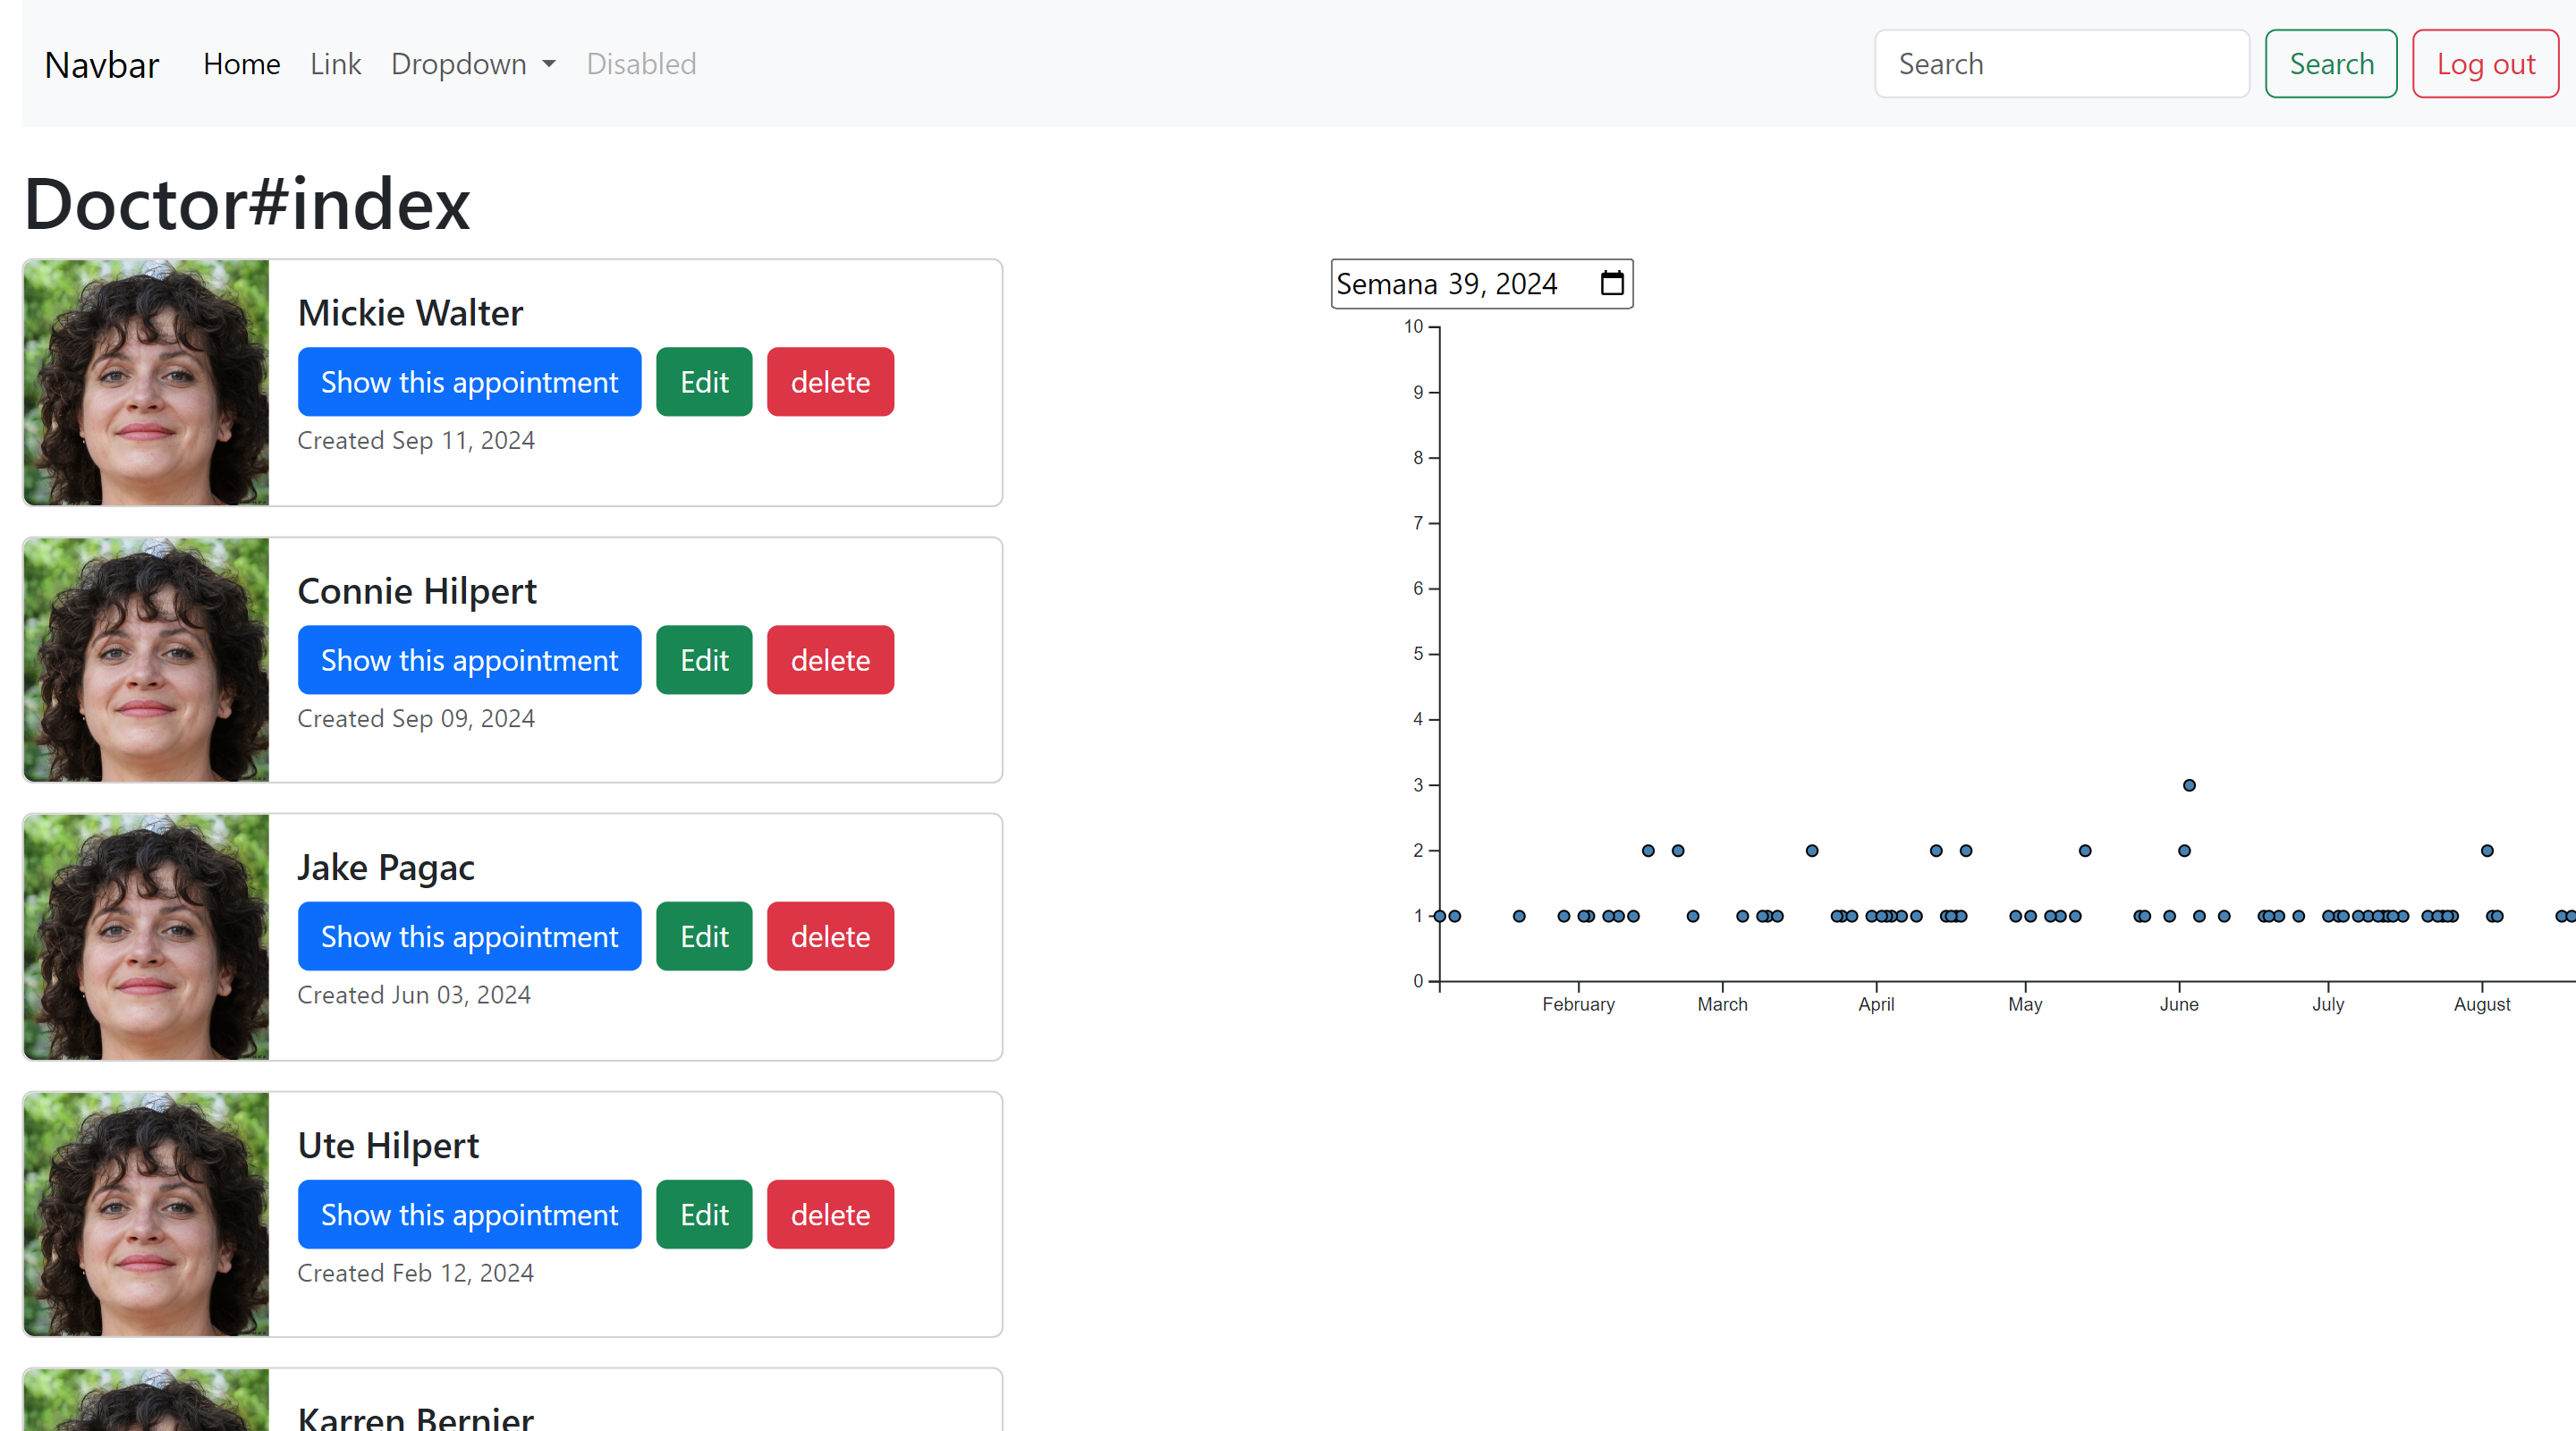 Navbar Home Link Dropdown Disabled Search Search Log out
Doctor#index
Mickie Walter
Show this appointment Edit delete
Created Sep 11, 2024
Connie Hilpert
Show this appointment Edit delete
Created Sep 09, 2024
Jake Pagac
Show this appointment Edit delete
Created Jun 03, 2024
Ute Hilpert
Show this appointment Edit delete
Created Feb 12, 2024
Karren Bernier
Semana 39, 2024
10
9
8
7
6
5
4
3
2
1
0
February March April May June July August